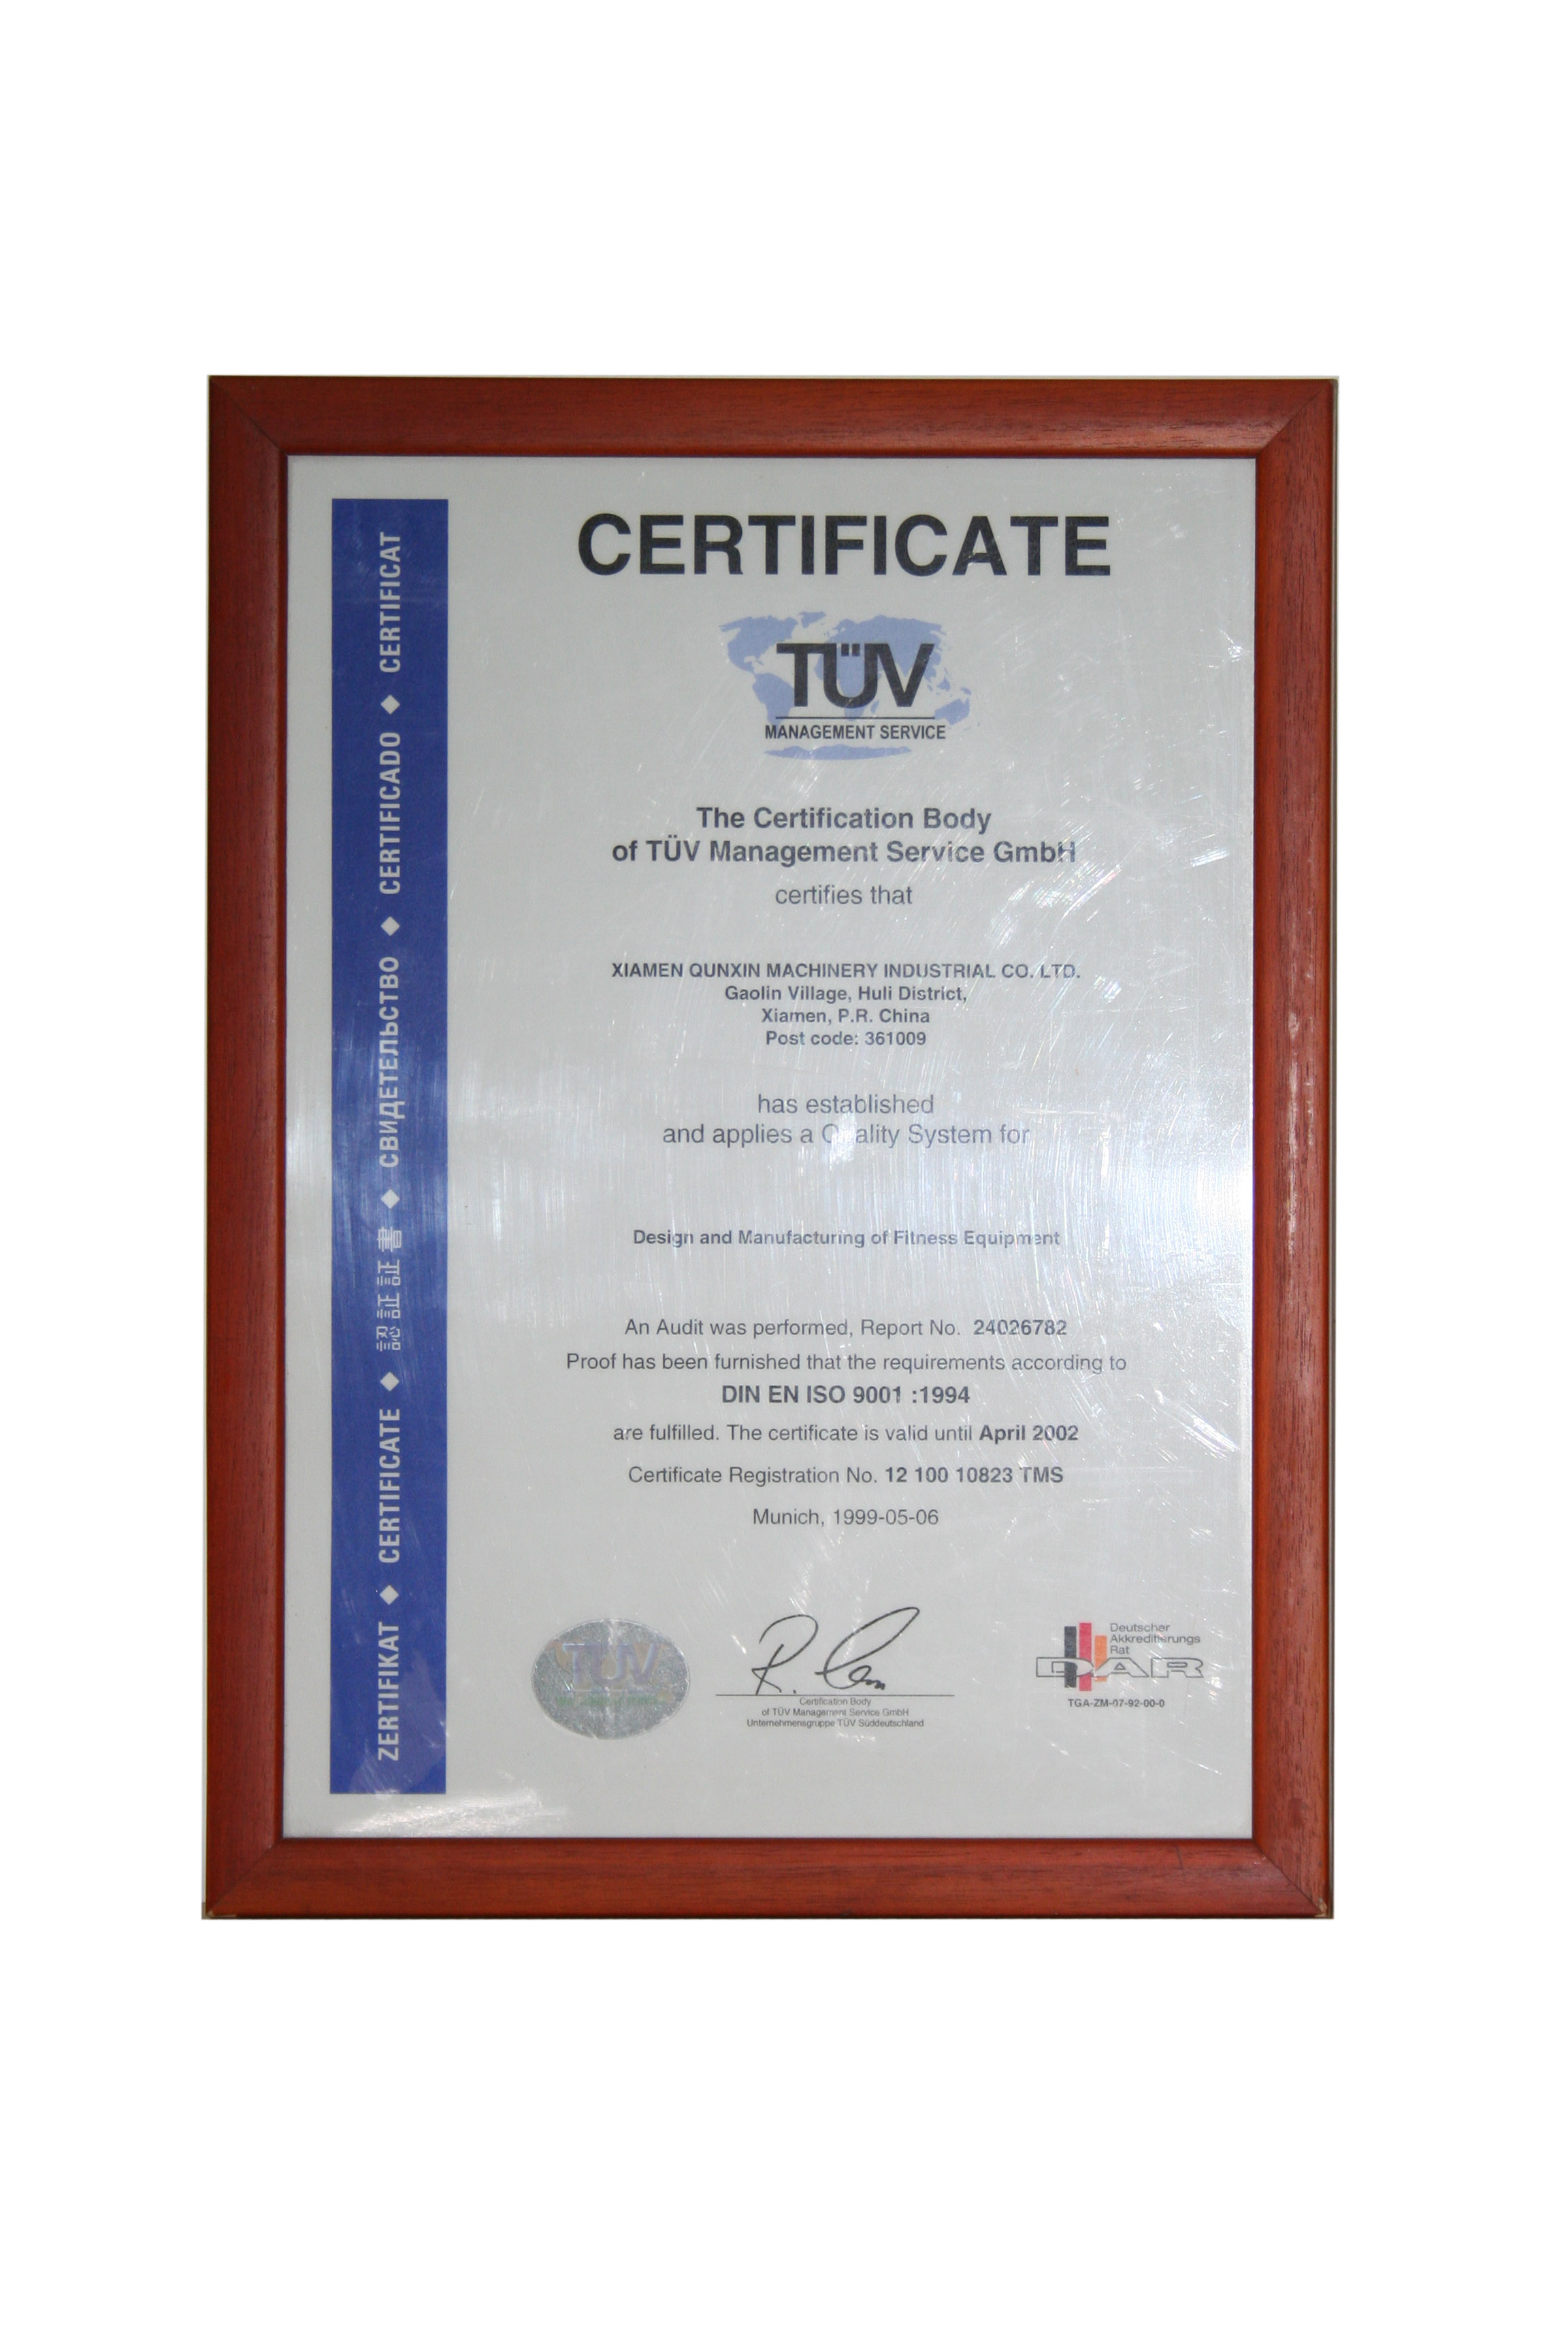 CERTIFICATE
TÜV
MANAGEMENT SERVICE
The Certification Body
of TÜV Management Service GmbH
certifies that
XIAMEN QUNXIN MACHINERY INDUSTRIAL CO. LTD.
Gaolin Village, Huli District,
Xiamen, P.R. China
Post code: 361009
has established
and applies a Quality System for
Design and Manufacturing of Fitness Equipment
An Audit was performed, Report No. 24026782
Proof has been furnished that the requirements according to
DIN EN ISO 9001 :1994
are fulfilled. The certificate is valid until April 2002
Certificate Registration No. 12 100 10823 TMS
Munich, 1999-05-06
TÜV
Certification Body
of TÜV Management Service GmbH
Unternehmensgruppe TÜV Süddeutschland
Deutscher
Akkreditierungs
Rat
DAR
TGA-ZM-07-92-00-0
ZERTIFIKAT ◆ CERTIFICATE ◆ 認証証書 ◆ СВИДЕТЕЛЬСТВО ◆ CERTIFICADO ◆ CERTIFICAT